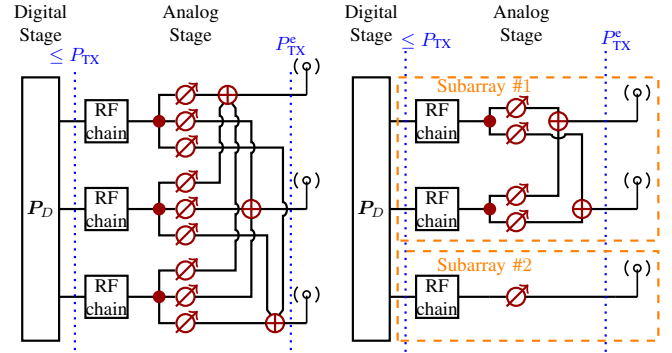 Digital
Stage
Analog
Stage
≤ P_TX
P^e_TX
P_D
RF
chain
RF
chain
RF
chain
Digital
Stage
Analog
Stage
≤ P_TX
P^e_TX
Subarray #1
P_D
RF
chain
RF
chain
Subarray #2
RF
chain